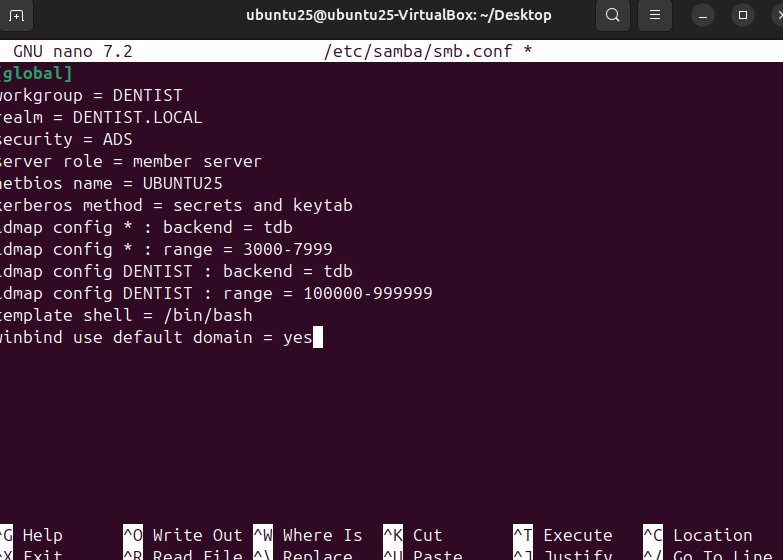 ubuntu25@ubuntu25-VirtualBox: ~/Desktop
GNU nano 7.2 /etc/samba/smb.conf *
[global]
workgroup = DENTIST
realm = DENTIST.LOCAL
security = ADS
server role = member server
netbios name = UBUNTU25
kerberos method = secrets and keytab
idmap config * : backend = tdb
idmap config * : range = 3000-7999
idmap config DENTIST : backend = tdb
idmap config DENTIST : range = 100000-999999
template shell = /bin/bash
winbind use default domain = yes
^G Help ^O Write Out ^W Where Is ^K Cut ^T Execute ^C Location
^X Exit ^R Read File ^\ Replace ^U Paste ^J Justify ^/ Go To Line